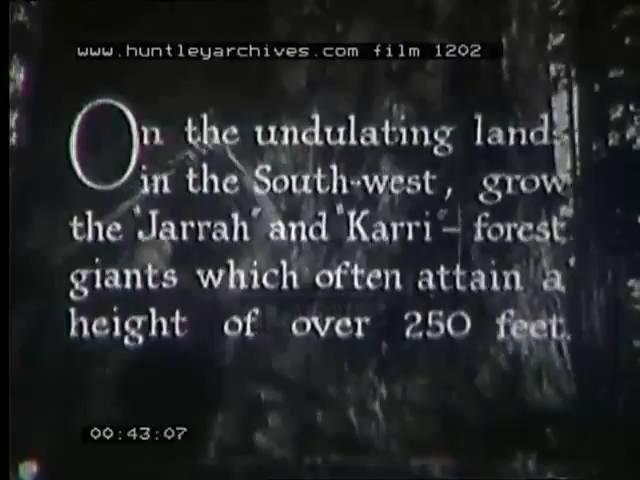 www.huntleyarchives.com film 1202
On the undulating lands
in the South-west, grow
the "Jarrah" and "Karri" – forest
giants which often attain a
height of over 250 feet.
00:43:07